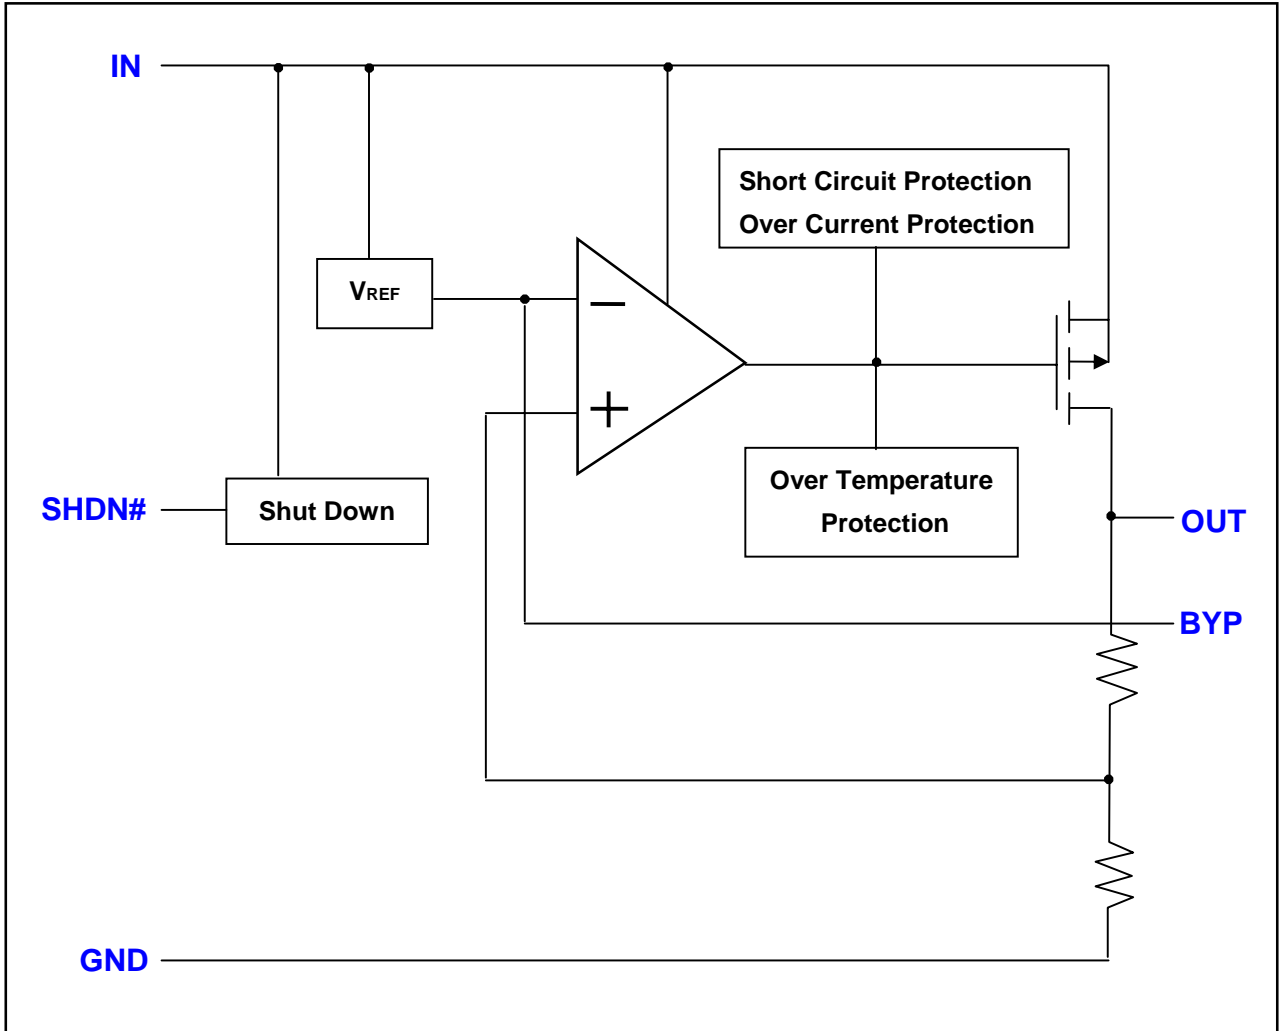 IN
Short Circuit Protection
Over Current Protection
VREF
−
+
Over Temperature
Protection
SHDN#
Shut Down
OUT
BYP
GND